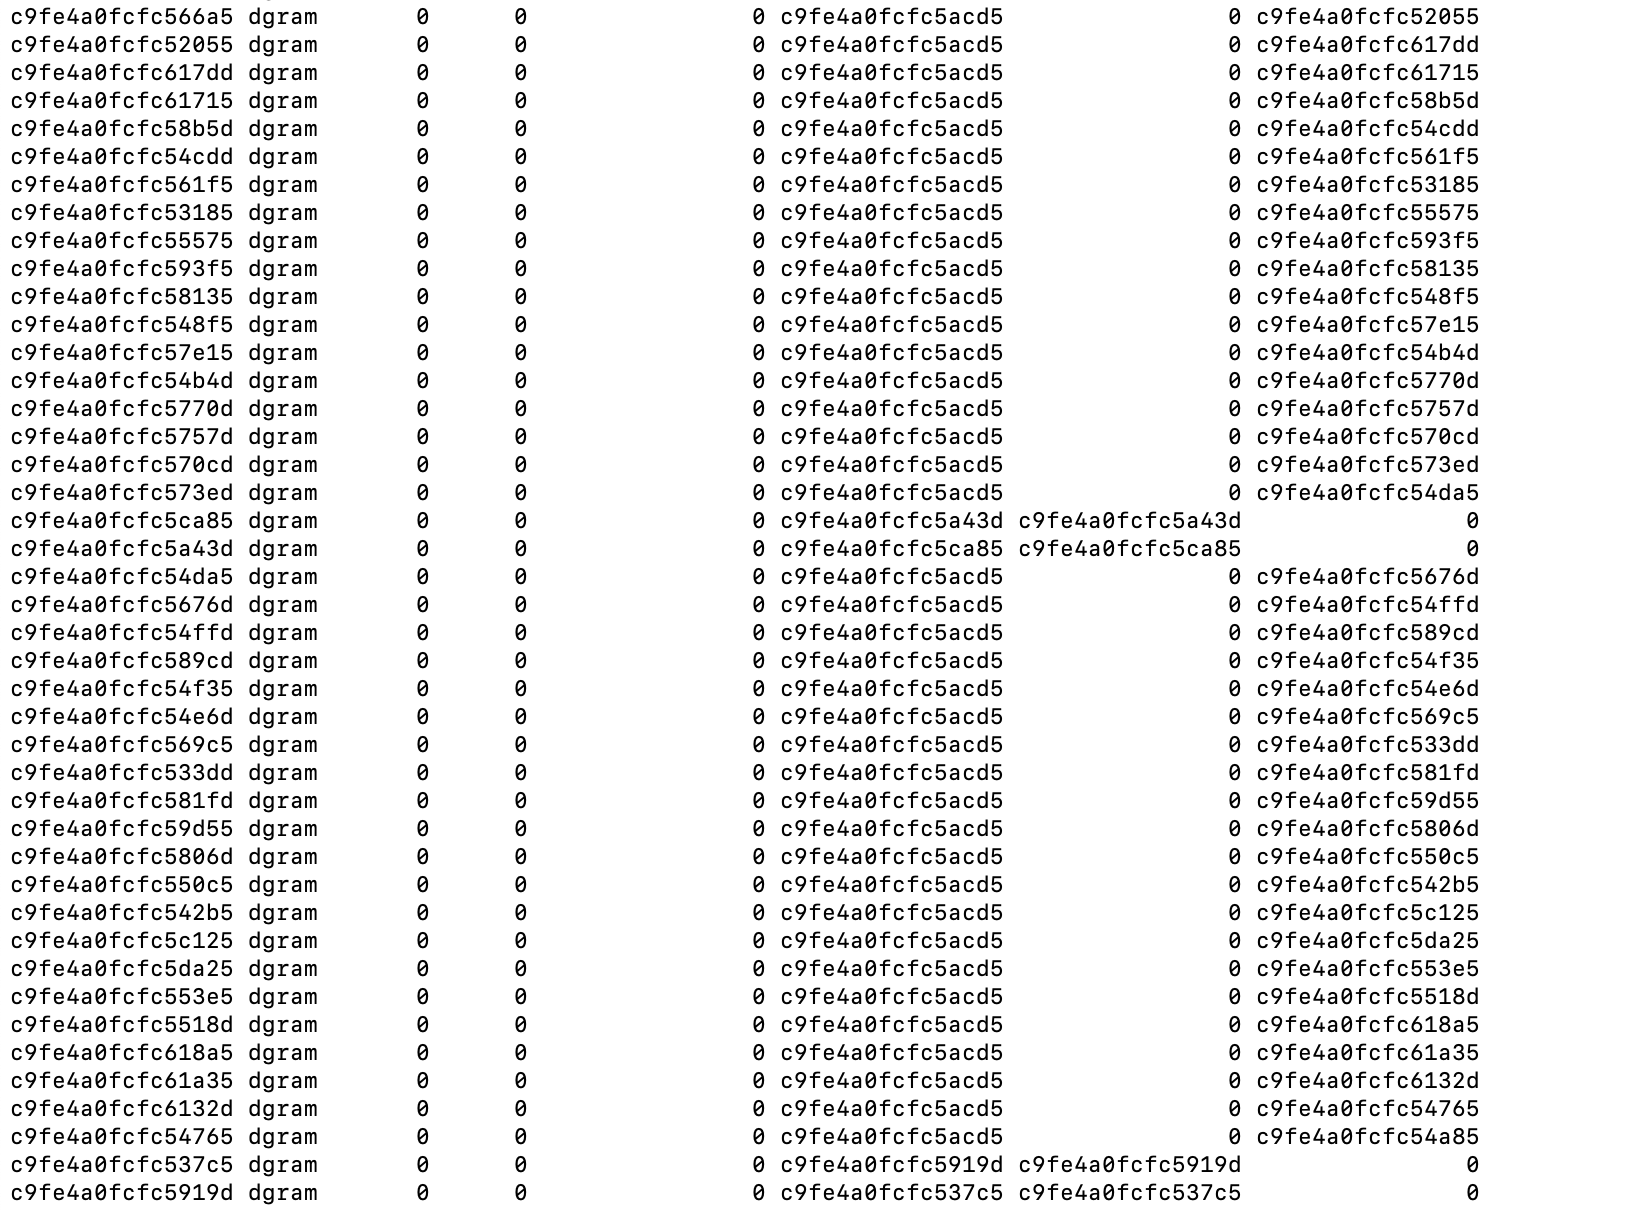 c9fe4a0fcfc566a5 dgram 0 0 0 c9fe4a0fcfc5acd5 0 c9fe4a0fcfc52055
c9fe4a0fcfc52055 dgram 0 0 0 c9fe4a0fcfc5acd5 0 c9fe4a0fcfc617dd
c9fe4a0fcfc617dd dgram 0 0 0 c9fe4a0fcfc5acd5 0 c9fe4a0fcfc61715
c9fe4a0fcfc61715 dgram 0 0 0 c9fe4a0fcfc5acd5 0 c9fe4a0fcfc58b5d
c9fe4a0fcfc58b5d dgram 0 0 0 c9fe4a0fcfc5acd5 0 c9fe4a0fcfc54cdd
c9fe4a0fcfc54cdd dgram 0 0 0 c9fe4a0fcfc5acd5 0 c9fe4a0fcfc561f5
c9fe4a0fcfc561f5 dgram 0 0 0 c9fe4a0fcfc5acd5 0 c9fe4a0fcfc53185
c9fe4a0fcfc53185 dgram 0 0 0 c9fe4a0fcfc5acd5 0 c9fe4a0fcfc55575
c9fe4a0fcfc55575 dgram 0 0 0 c9fe4a0fcfc5acd5 0 c9fe4a0fcfc593f5
c9fe4a0fcfc593f5 dgram 0 0 0 c9fe4a0fcfc5acd5 0 c9fe4a0fcfc58135
c9fe4a0fcfc58135 dgram 0 0 0 c9fe4a0fcfc5acd5 0 c9fe4a0fcfc548f5
c9fe4a0fcfc548f5 dgram 0 0 0 c9fe4a0fcfc5acd5 0 c9fe4a0fcfc57e15
c9fe4a0fcfc57e15 dgram 0 0 0 c9fe4a0fcfc5acd5 0 c9fe4a0fcfc54b4d
c9fe4a0fcfc54b4d dgram 0 0 0 c9fe4a0fcfc5acd5 0 c9fe4a0fcfc5770d
c9fe4a0fcfc5770d dgram 0 0 0 c9fe4a0fcfc5acd5 0 c9fe4a0fcfc5757d
c9fe4a0fcfc5757d dgram 0 0 0 c9fe4a0fcfc5acd5 0 c9fe4a0fcfc570cd
c9fe4a0fcfc570cd dgram 0 0 0 c9fe4a0fcfc5acd5 0 c9fe4a0fcfc573ed
c9fe4a0fcfc573ed dgram 0 0 0 c9fe4a0fcfc5acd5 0 c9fe4a0fcfc54da5
c9fe4a0fcfc5ca85 dgram 0 0 0 c9fe4a0fcfc5a43d c9fe4a0fcfc5a43d 0
c9fe4a0fcfc5a43d dgram 0 0 0 c9fe4a0fcfc5ca85 c9fe4a0fcfc5ca85 0
c9fe4a0fcfc54da5 dgram 0 0 0 c9fe4a0fcfc5acd5 0 c9fe4a0fcfc5676d
c9fe4a0fcfc5676d dgram 0 0 0 c9fe4a0fcfc5acd5 0 c9fe4a0fcfc54ffd
c9fe4a0fcfc54ffd dgram 0 0 0 c9fe4a0fcfc5acd5 0 c9fe4a0fcfc589cd
c9fe4a0fcfc589cd dgram 0 0 0 c9fe4a0fcfc5acd5 0 c9fe4a0fcfc54f35
c9fe4a0fcfc54f35 dgram 0 0 0 c9fe4a0fcfc5acd5 0 c9fe4a0fcfc54e6d
c9fe4a0fcfc54e6d dgram 0 0 0 c9fe4a0fcfc5acd5 0 c9fe4a0fcfc569c5
c9fe4a0fcfc569c5 dgram 0 0 0 c9fe4a0fcfc5acd5 0 c9fe4a0fcfc533dd
c9fe4a0fcfc533dd dgram 0 0 0 c9fe4a0fcfc5acd5 0 c9fe4a0fcfc581fd
c9fe4a0fcfc581fd dgram 0 0 0 c9fe4a0fcfc5acd5 0 c9fe4a0fcfc59d55
c9fe4a0fcfc59d55 dgram 0 0 0 c9fe4a0fcfc5acd5 0 c9fe4a0fcfc5806d
c9fe4a0fcfc5806d dgram 0 0 0 c9fe4a0fcfc5acd5 0 c9fe4a0fcfc550c5
c9fe4a0fcfc550c5 dgram 0 0 0 c9fe4a0fcfc5acd5 0 c9fe4a0fcfc542b5
c9fe4a0fcfc542b5 dgram 0 0 0 c9fe4a0fcfc5acd5 0 c9fe4a0fcfc5c125
c9fe4a0fcfc5c125 dgram 0 0 0 c9fe4a0fcfc5acd5 0 c9fe4a0fcfc5da25
c9fe4a0fcfc5da25 dgram 0 0 0 c9fe4a0fcfc5acd5 0 c9fe4a0fcfc553e5
c9fe4a0fcfc553e5 dgram 0 0 0 c9fe4a0fcfc5acd5 0 c9fe4a0fcfc5518d
c9fe4a0fcfc5518d dgram 0 0 0 c9fe4a0fcfc5acd5 0 c9fe4a0fcfc618a5
c9fe4a0fcfc618a5 dgram 0 0 0 c9fe4a0fcfc5acd5 0 c9fe4a0fcfc61a35
c9fe4a0fcfc61a35 dgram 0 0 0 c9fe4a0fcfc5acd5 0 c9fe4a0fcfc6132d
c9fe4a0fcfc6132d dgram 0 0 0 c9fe4a0fcfc5acd5 0 c9fe4a0fcfc54765
c9fe4a0fcfc54765 dgram 0 0 0 c9fe4a0fcfc5acd5 0 c9fe4a0fcfc54a85
c9fe4a0fcfc537c5 dgram 0 0 0 c9fe4a0fcfc5919d c9fe4a0fcfc5919d 0
c9fe4a0fcfc5919d dgram 0 0 0 c9fe4a0fcfc537c5 c9fe4a0fcfc537c5 0